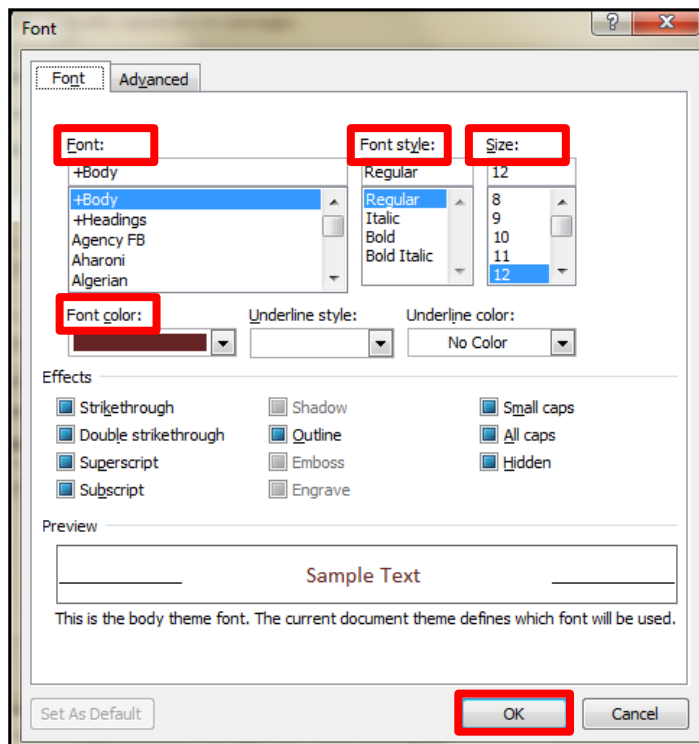 Font
Font Advanced
Font: Font style: Size:
+Body Regular 12
+Body Regular 8
+Headings Italic 9
Agency FB Bold 10
Aharoni Bold Italic 11
Algerian 12
Font color: Underline style: Underline color:
No Color
Effects
Strikethrough Shadow Small caps
Double strikethrough Outline All caps
Superscript Emboss Hidden
Subscript Engrave
Preview
Sample Text
This is the body theme font. The current document theme defines which font will be used.
Set As Default OK Cancel